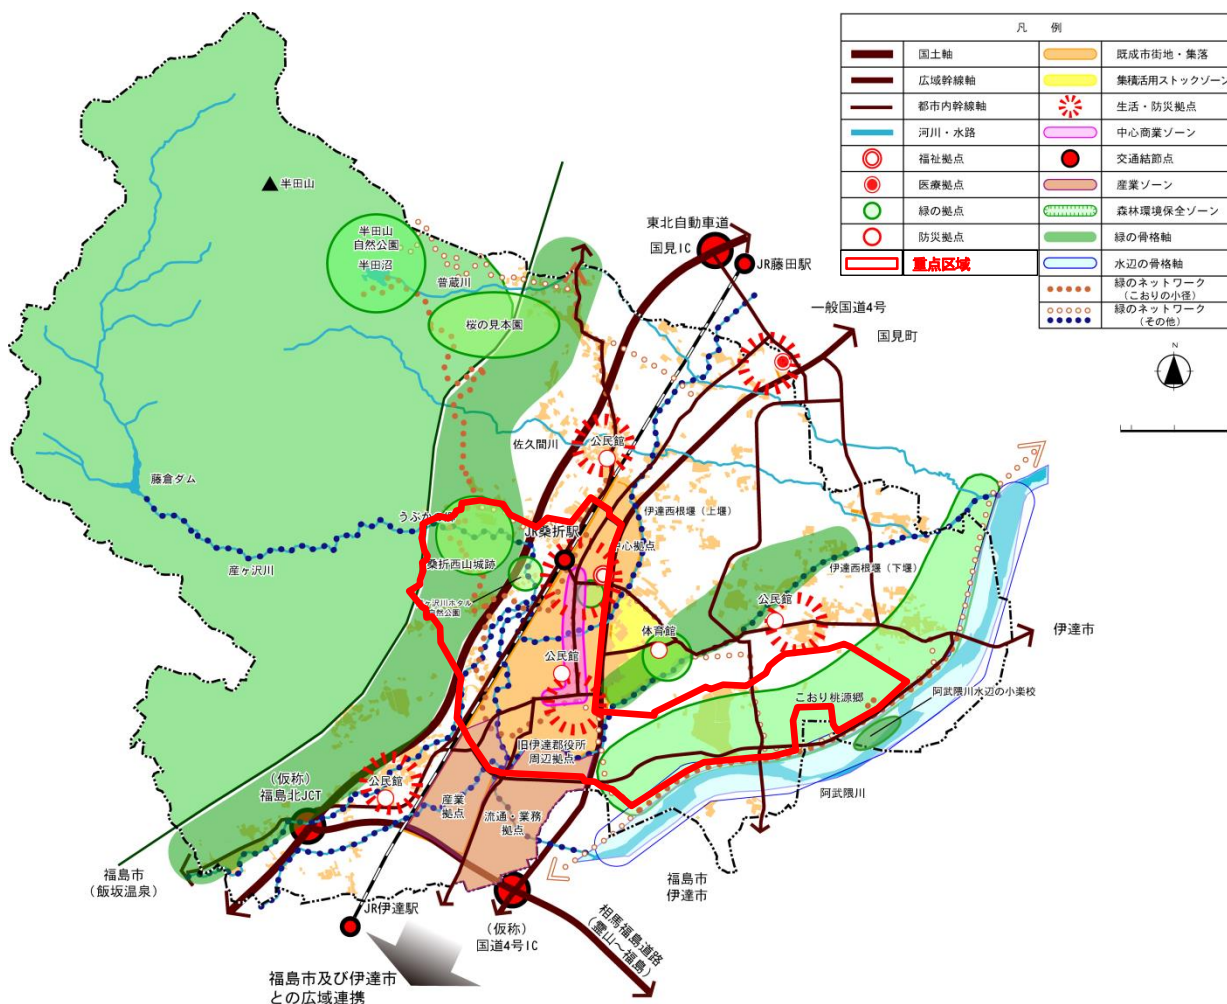 凡 例
国土軸
既成市街地・集落
広域幹線軸
集積活用ストックゾーン
都市内幹線軸
生活・防災拠点
河川・水路
中心商業ゾーン
福祉拠点
交通結節点
医療拠点
産業ゾーン
緑の拠点
森林環境保全ゾーン
防災拠点
緑の骨格軸
重点区域
水辺の骨格軸
緑のネットワーク
(こおりの小径)
緑のネットワーク
(その他)
N
半田山
半田山
自然公園
半田沼
普蔵川
桜の見本園
東北自動車道
国見IC
JR藤田駅
一般国道4号
国見町
佐久間川
公民館
藤倉ダム
産ヶ沢川
うぶか
JR桑折駅
伊達西根堰(上堰)
中心拠点
桑折西山城跡
ヶ沢川ホタル
自然公園
伊達西根堰(下堰)
公民館
体育館
伊達市
公民館
こおり桃源郷
阿武隈川水辺の小楽校
旧伊達郡役所
周辺拠点
阿武隈川
(仮称)
福島北JCT
公民館
産業
拠点
流通・業務
拠点
福島市
(飯坂温泉)
福島市
伊達市
JR伊達駅
(仮称)
国道4号IC
相馬福島道路
(霊山~福島)
福島市及び伊達市
との広域連携